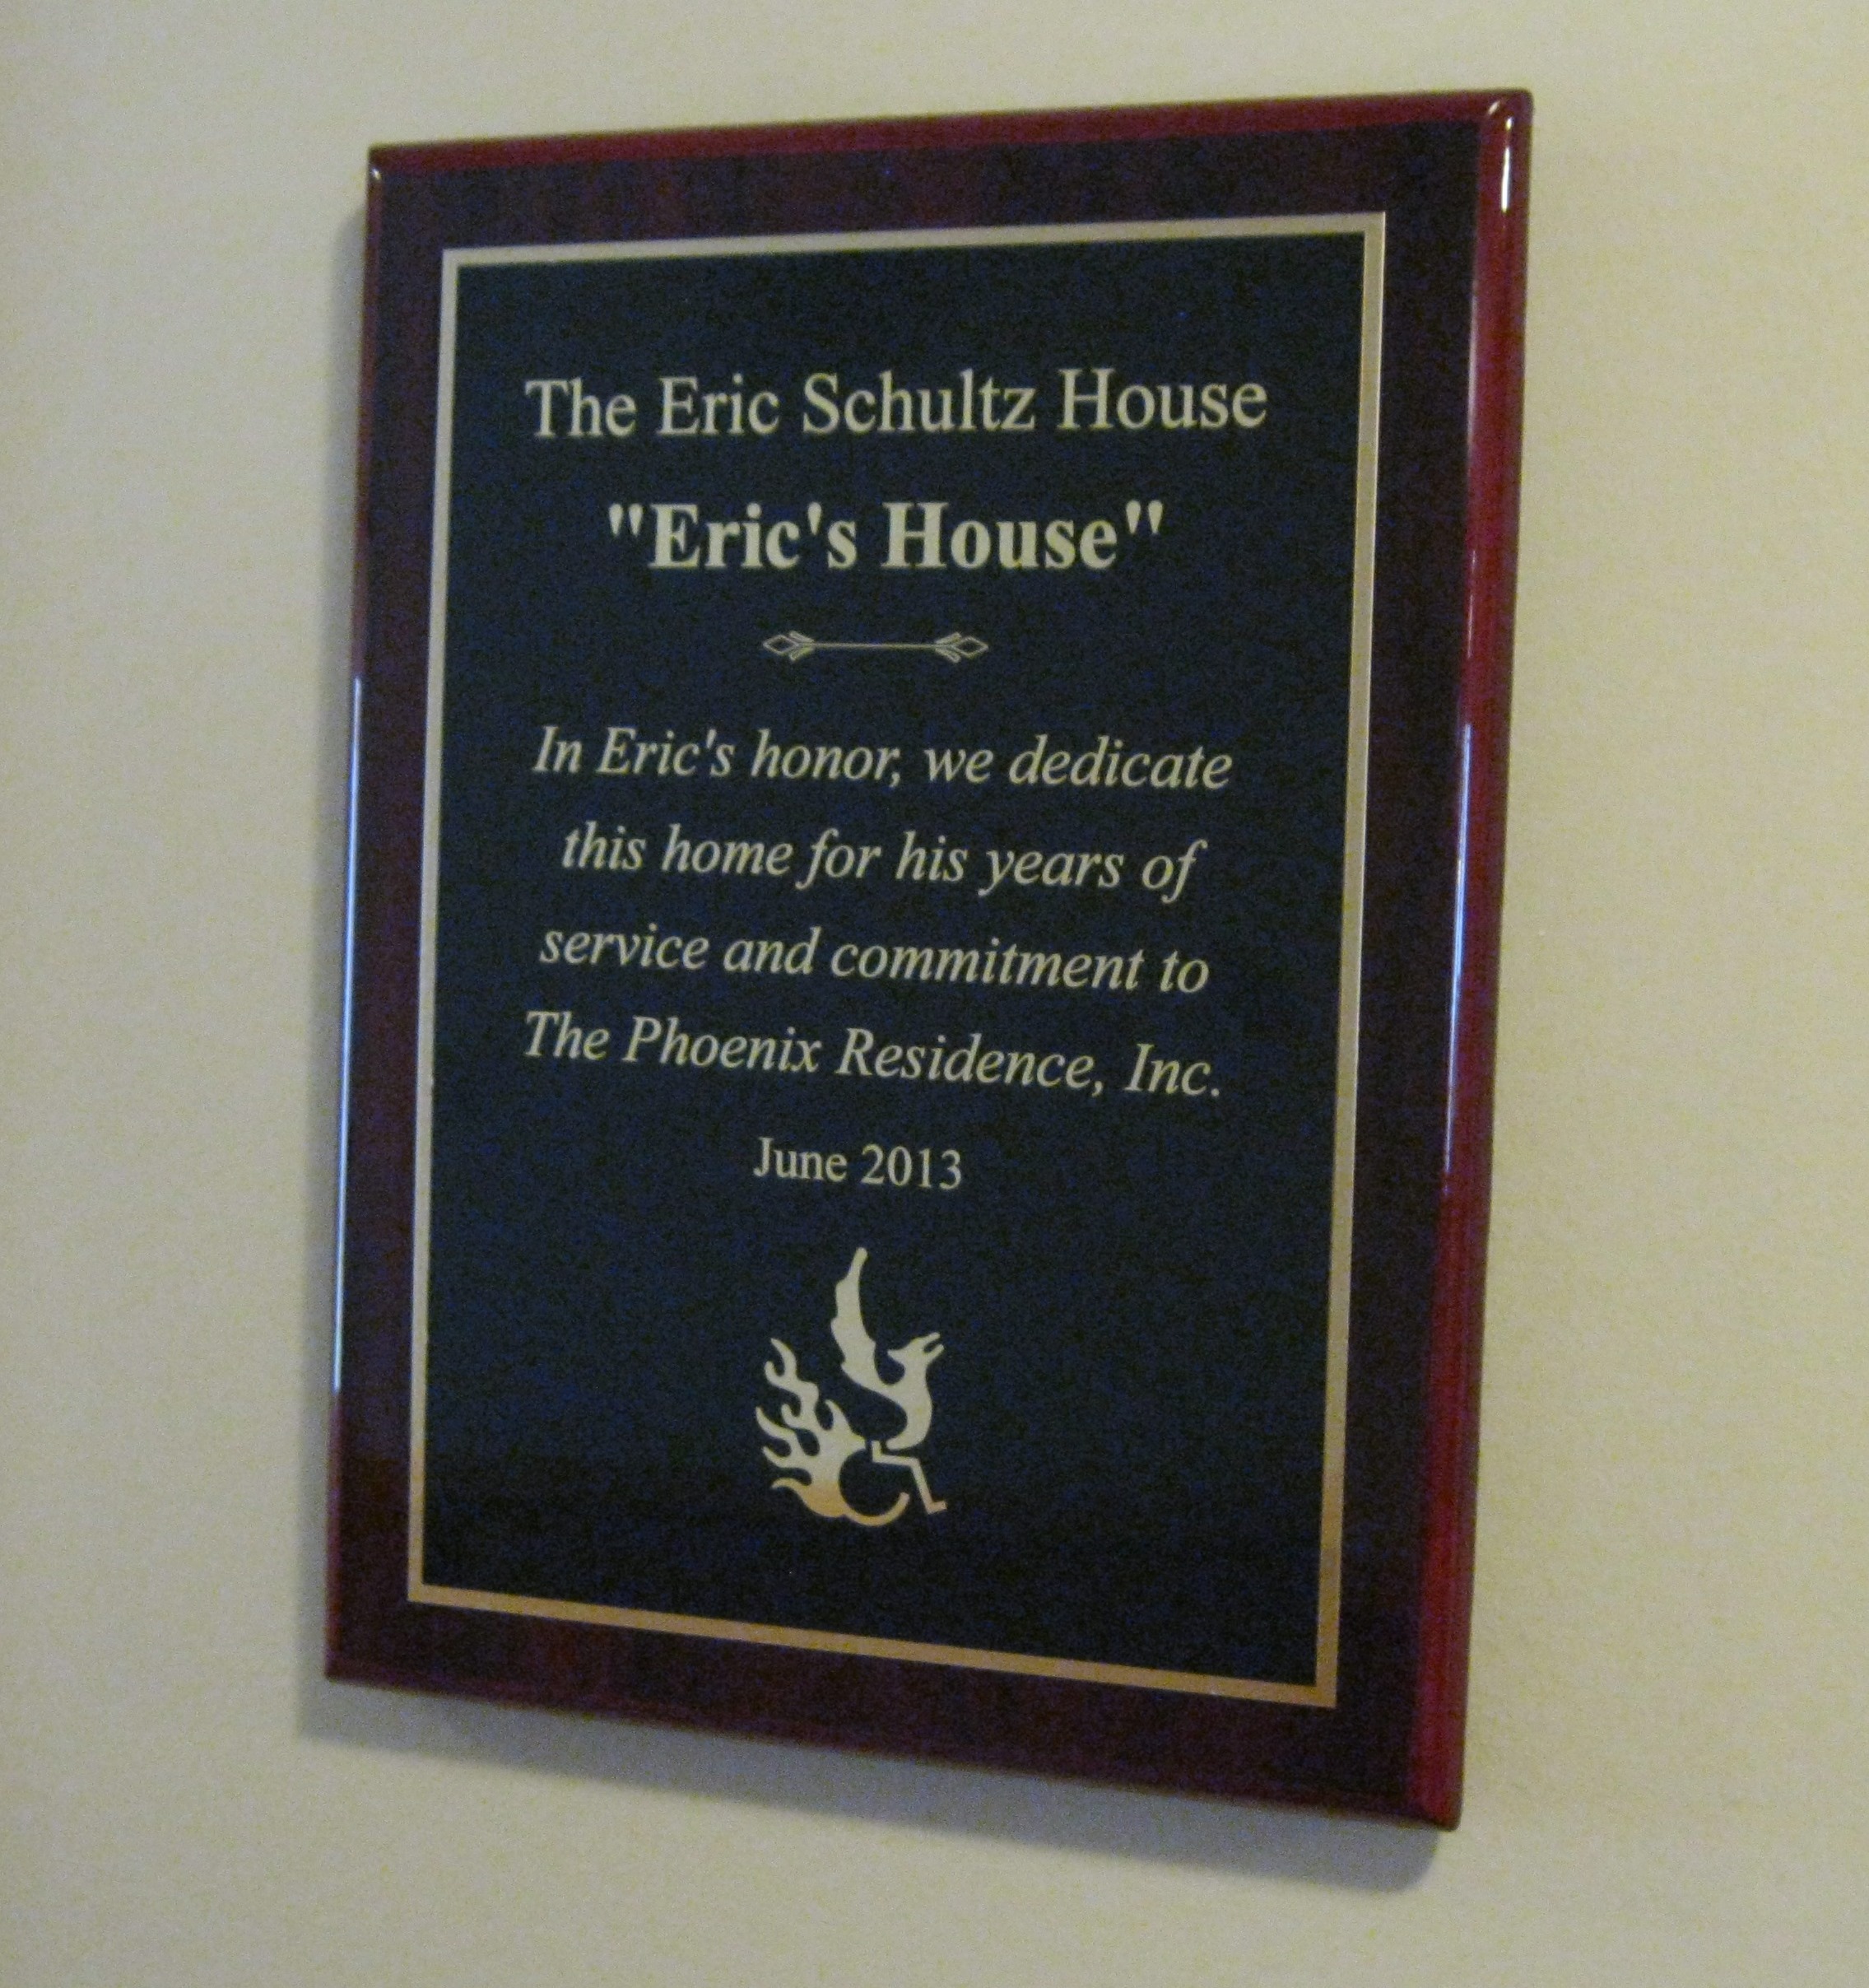 The Eric Schultz House
"Eric's House"
In Eric's honor, we dedicate
this home for his years of
service and commitment to
The Phoenix Residence, Inc.
June 2013